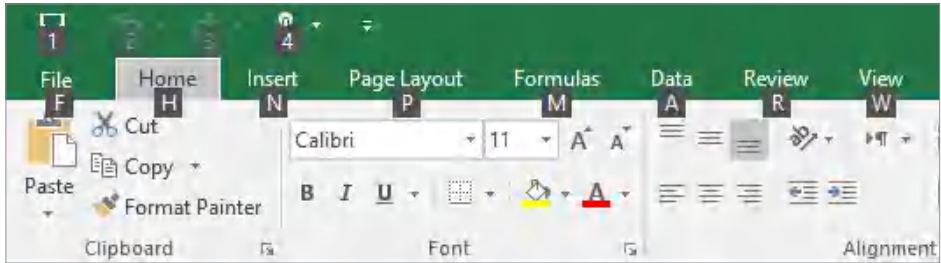 1 2 3 4
File Home Insert Page Layout Formulas Data Review View
F H N P M A R W
Cut
Calibri 11 A A ab
Copy
Paste
Format Painter B I U A
Clipboard Font Alignment